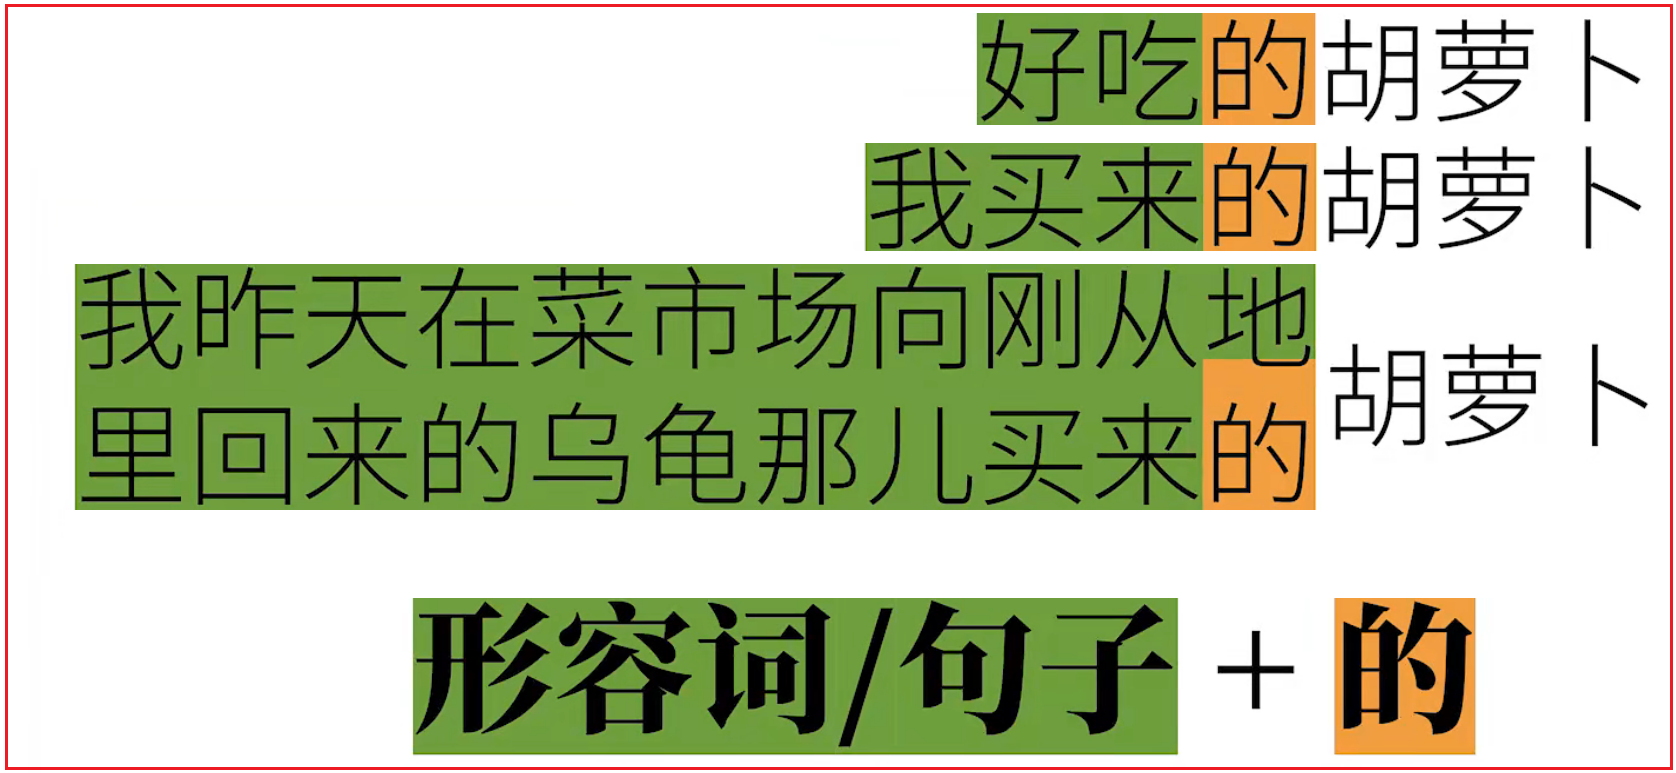 好吃的胡萝卜
我买来的胡萝卜
我昨天在菜市场向刚从地
里回来的乌龟那儿买来的
胡萝卜
形容词/句子 + 的